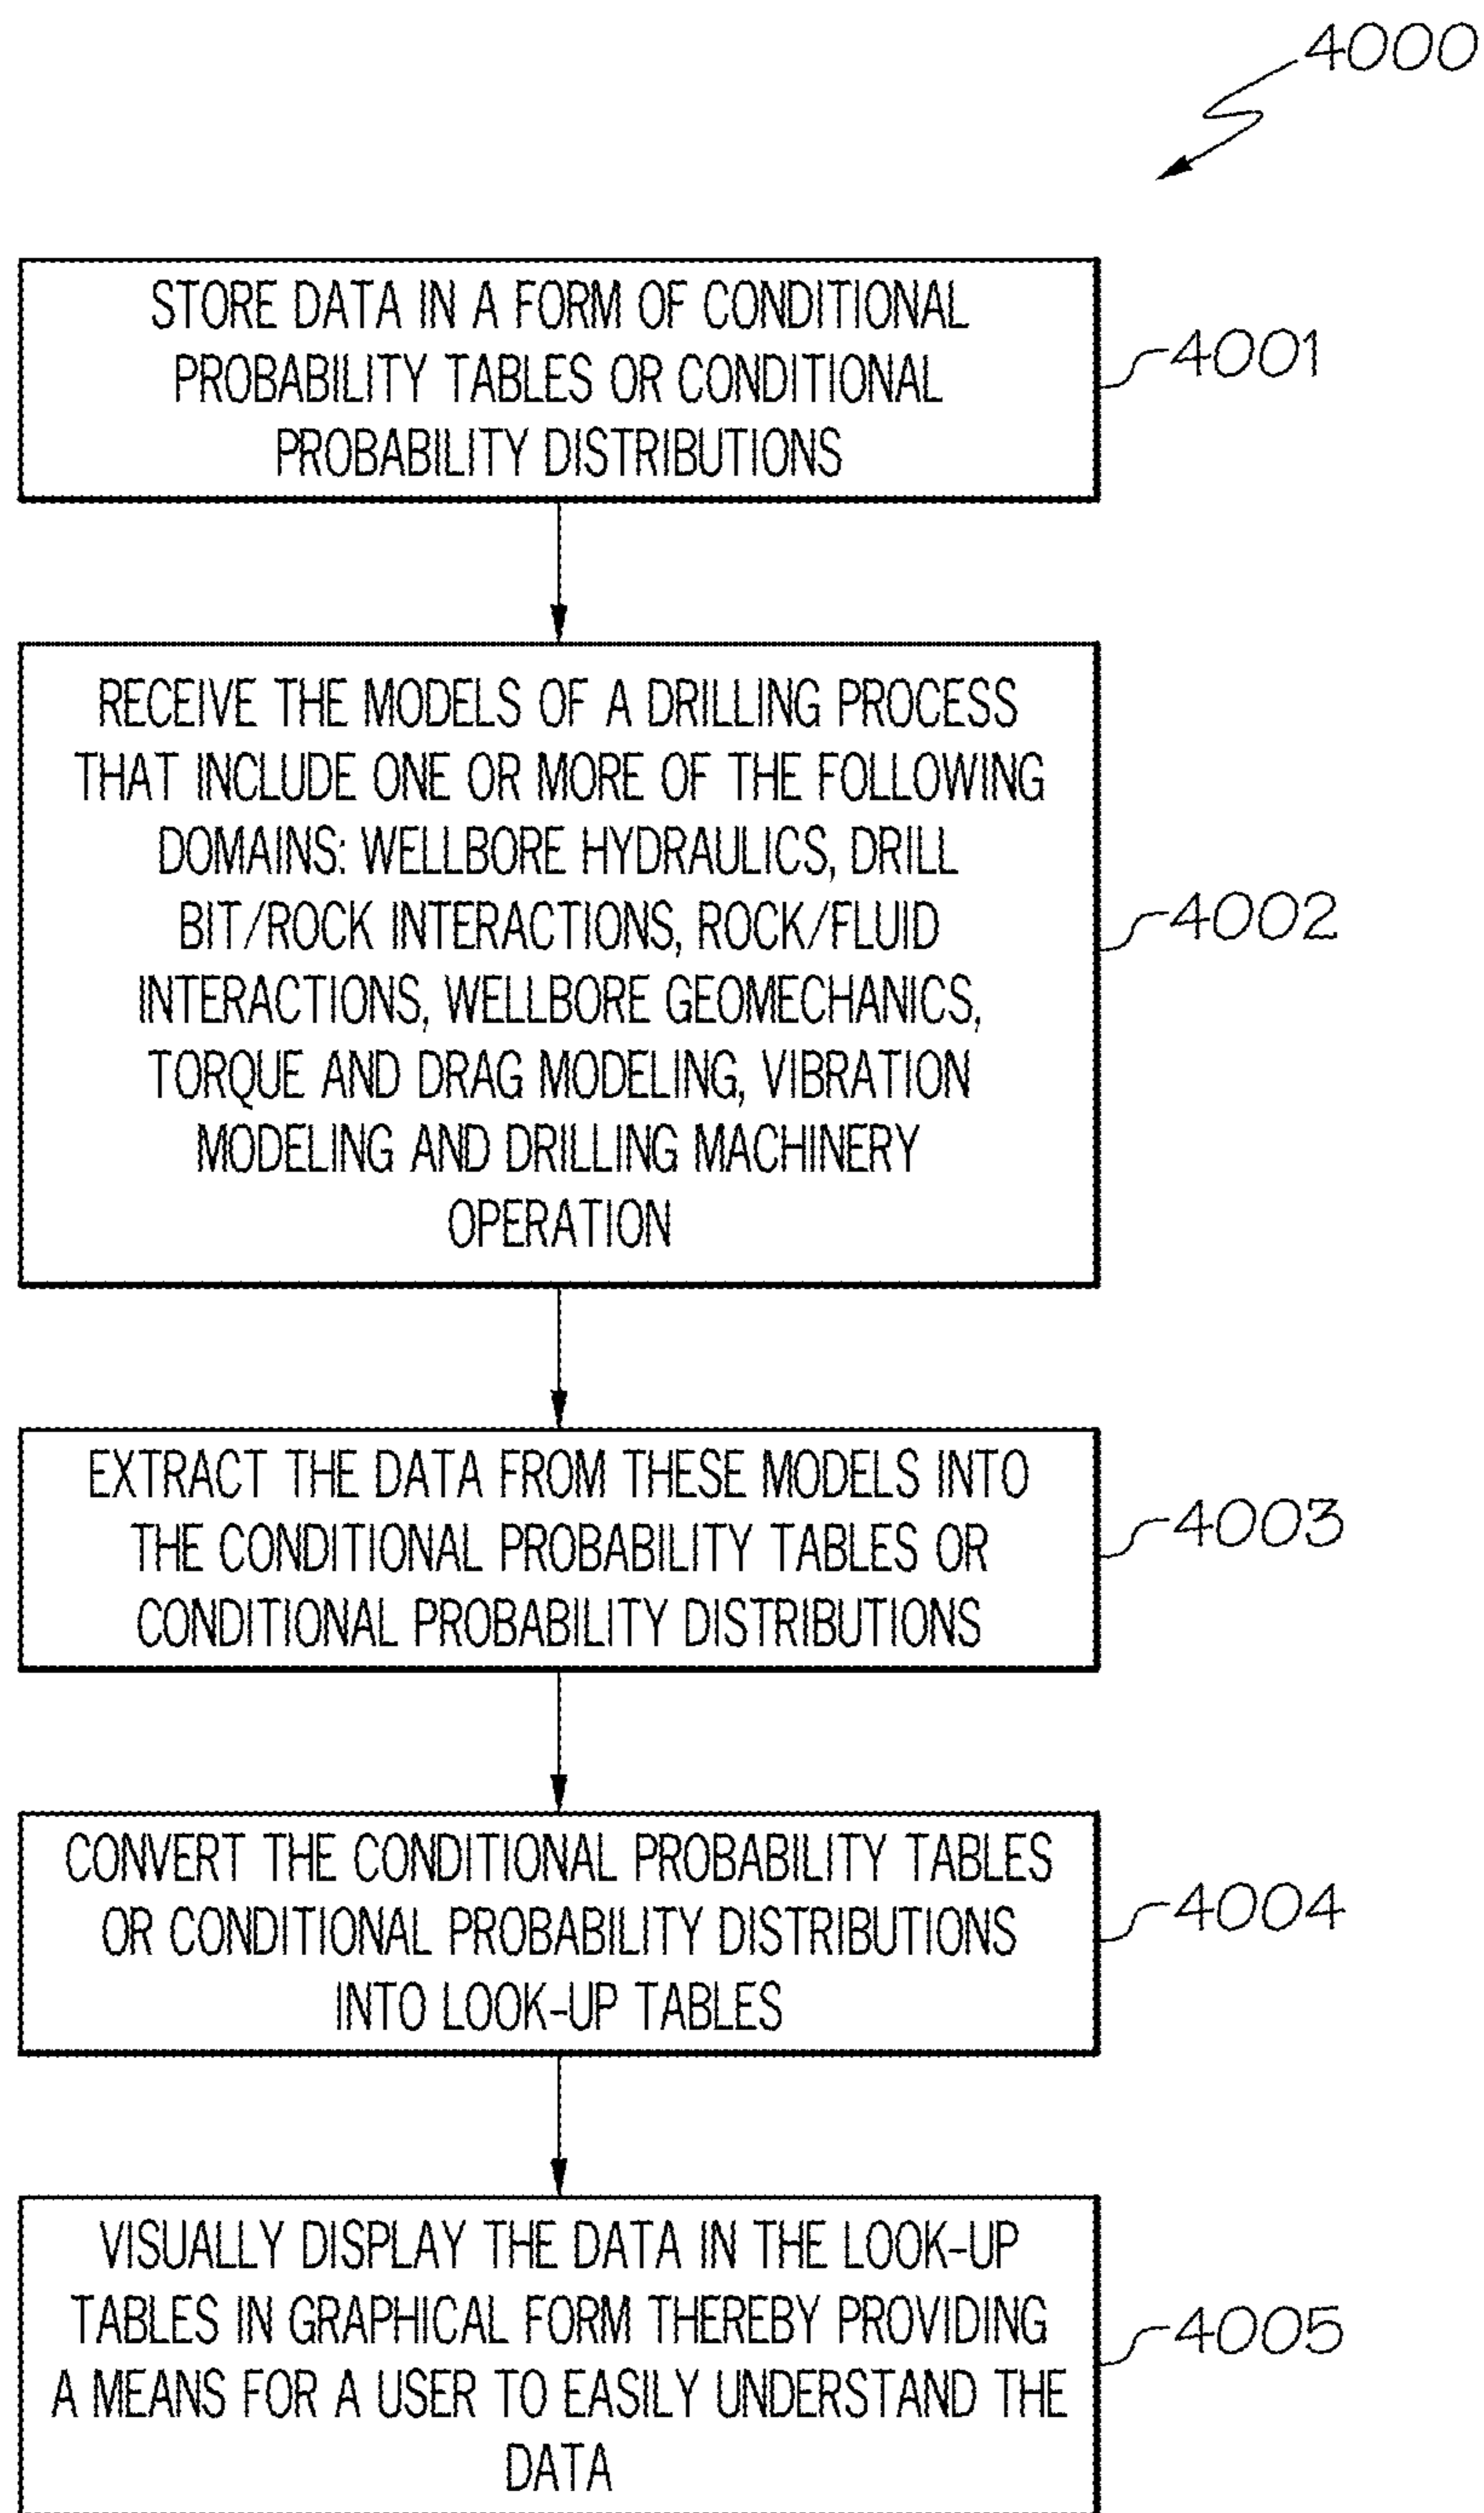 4000
STORE DATA IN A FORM OF CONDITIONAL
PROBABILITY TABLES OR CONDITIONAL
PROBABILITY DISTRIBUTIONS
4001
RECEIVE THE MODELS OF A DRILLING PROCESS
THAT INCLUDE ONE OR MORE OF THE FOLLOWING
DOMAINS: WELLBORE HYDRAULICS, DRILL
BIT/ROCK INTERACTIONS, ROCK/FLUID
INTERACTIONS, WELLBORE GEOMECHANICS,
TORQUE AND DRAG MODELING, VIBRATION
MODELING AND DRILLING MACHINERY
OPERATION
4002
EXTRACT THE DATA FROM THESE MODELS INTO
THE CONDITIONAL PROBABILITY TABLES OR
CONDITIONAL PROBABILITY DISTRIBUTIONS
4003
CONVERT THE CONDITIONAL PROBABILITY TABLES
OR CONDITIONAL PROBABILITY DISTRIBUTIONS
INTO LOOK-UP TABLES
4004
VISUALLY DISPLAY THE DATA IN THE LOOK-UP
TABLES IN GRAPHICAL FORM THEREBY PROVIDING
A MEANS FOR A USER TO EASILY UNDERSTAND THE
DATA
4005